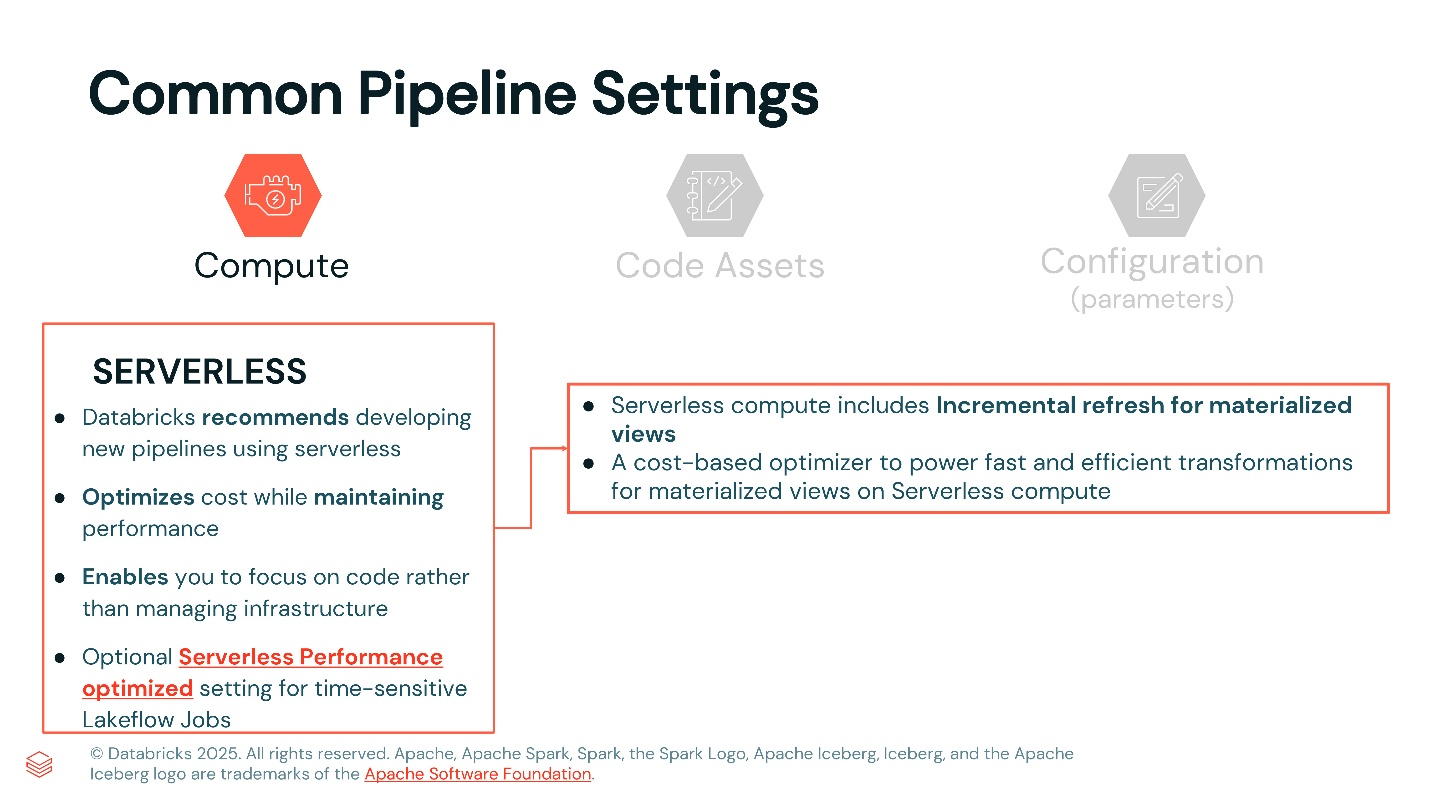 Common Pipeline Settings
Compute
Code Assets
Configuration
(parameters)
SERVERLESS
● Databricks recommends developing
new pipelines using serverless
● Optimizes cost while maintaining
performance
● Enables you to focus on code rather
than managing infrastructure
● Optional Serverless Performance
optimized setting for time-sensitive
Lakeflow Jobs
● Serverless compute includes Incremental refresh for materialized
views
● A cost-based optimizer to power fast and efficient transformations
for materialized views on Serverless compute
© Databricks 2025. All rights reserved. Apache, Apache Spark, Spark, the Spark Logo, Apache Iceberg, Iceberg, and the Apache
Iceberg logo are trademarks of the Apache Software Foundation.